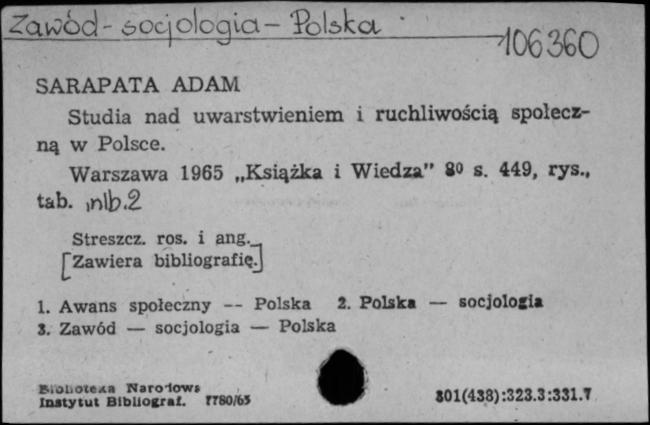 Zawód - socjologia - Polska
106360
SARAPATA ADAM
Studia nad uwarstwieniem i ruchliwością społecz-
ną w Polsce.
Warszawa 1965 „Książka i Wiedza” 8⁰ s. 449, rys.,
tab. nlb.2
Streszcz. ros. i ang.
[Zawiera bibliografię.]
1. Awans społeczny -- Polska 2. Polska — socjologia
3. Zawód — socjologia — Polska
Biblioteka Narodowa
Instytut Bibliograf. 7780/65
301(438):323.3:331.7